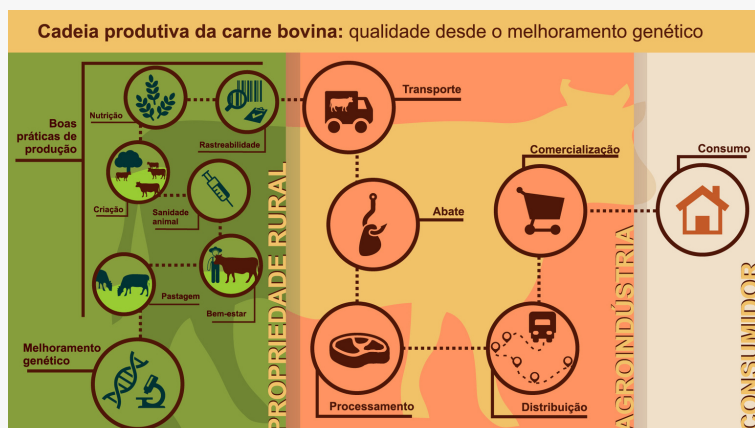 Cadeia produtiva da carne bovina: qualidade desde o melhoramento genético
Boas
práticas de
produção
Nutrição
Rastreabilidade
Criação
Sanidade
animal
Pastagem
Bem-estar
Melhoramento
genético
PROPRIEDADE RURAL
Transporte
Abate
Processamento
Distribuição
Comercialização
AGROINDÚSTRIA
Consumo
CONSUMIDOR